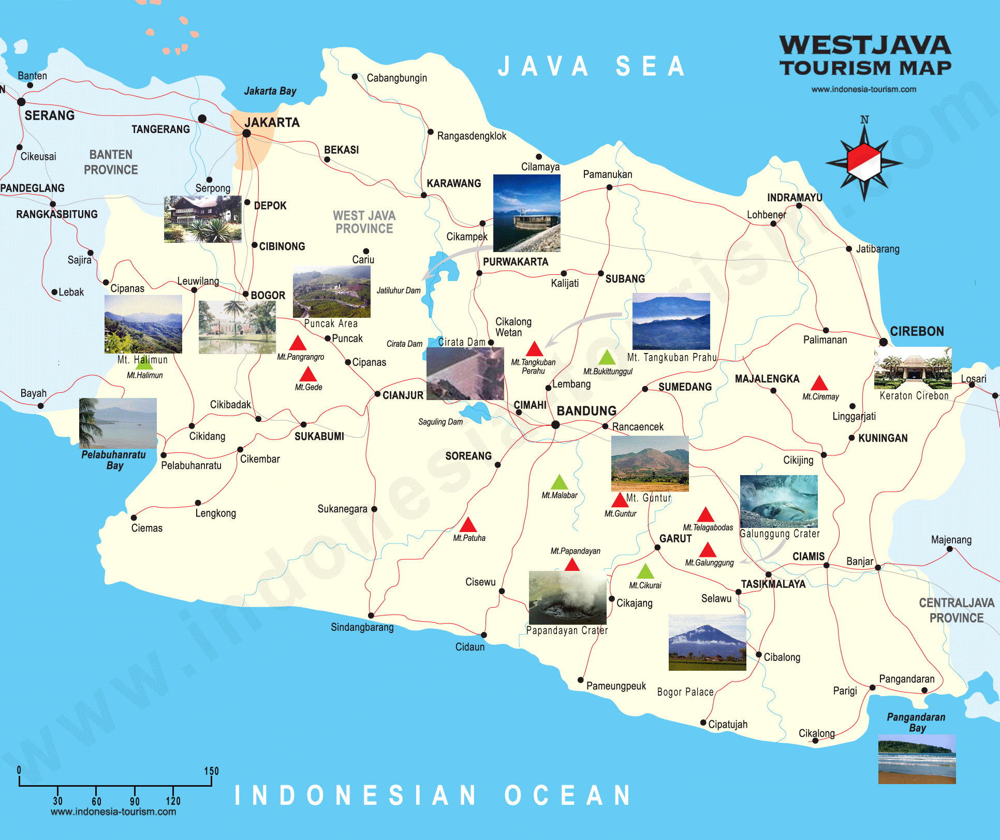 WESTJAVA
TOURISM MAP
www.indonesia-tourism.com
JAVA SEA
N
Jakarta Bay
Banten
N
SERANG
TANGERANG
JAKARTA
Cabangbungin
Rangasdengklok
BEKASI
Cikeusai
BANTEN
PROVINCE
Cilamaya
Pamanukan
PANDEGLANG
Serpong
KARAWANG
RANGKASBITUNG
DEPOK
WEST JAVA
PROVINCE
INDRAMAYU
Lohbener
Cikampek
CIBINONG
Cariu
Sajira
Jatibarang
PURWAKARTA
Kalijati
SUBANG
Leuwilang
Cipanas
Lebak
BOGOR
Jatiluhur Dam
Puncak Area
Puncak
Cikalong
Wetan
Cirata Dam
Cirata Dam
CIREBON
Palimanan
Mt. Halimun
Mt.Halimun
Mt.Pangrangro
Cipanas
Mt.Gede
Mt.Tangkuban
Perahu
Mt.Bukittunggul
Mt. Tangkuban Prahu
Bayah
Cikibadak
CIANJUR
Lembang
SUMEDANG
MAJALENGKA
Mt.Ciremay
Keraton Cirebon
Losari
CIMAHI
BANDUNG
Linggarjati
Saguling Dam
Rancaencek
Cikidang
SUKABUMI
KUNINGAN
Pelabuhanratu
Bay
Pelabuhanratu
Cikembar
SOREANG
Cikijing
Mt.Malabar
Mt. Guntur
Mt.Guntur
Sukanegara
Lengkong
Ciemas
Mt.Patuha
Mt.Telagabodas
Galunggung Crater
GARUT
Mt.Papandayan
Mt.Galunggung
CIAMIS
Banjar
Majenang
Cisewu
Mt.Cikurai
TASIKMALAYA
Selawu
Cikajang
CENTRALJAVA
PROVINCE
Sindangbarang
Papandayan Crater
Cidaun
Cibalong
Pameungpeuk
Bogor Palace
Parigi
Pangandaran
Cipatujah
Cikalong
Pangandaran
Bay
0 150
30 60 90 120
www.indonesia-tourism.com
INDONESIAN OCEAN
www.indonesia-tourism.com